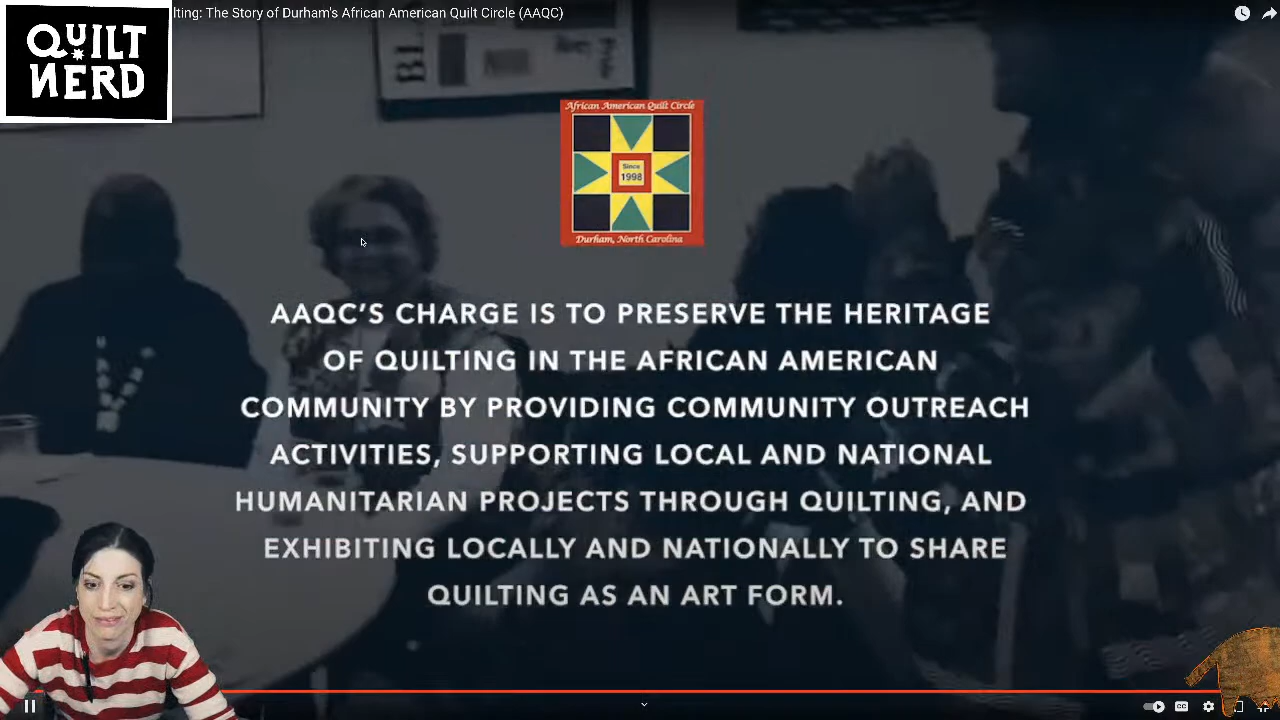 lting: The Story of Durham's African American Quilt Circle (AAQC)
QUILT
NERD
African American Quilt Circle
Since
1998
Durham, North Carolina
AAQC'S CHARGE IS TO PRESERVE THE HERITAGE
OF QUILTING IN THE AFRICAN AMERICAN
COMMUNITY BY PROVIDING COMMUNITY OUTREACH
ACTIVITIES, SUPPORTING LOCAL AND NATIONAL
HUMANITARIAN PROJECTS THROUGH QUILTING, AND
EXHIBITING LOCALLY AND NATIONALLY TO SHARE
QUILTING AS AN ART FORM.
CC